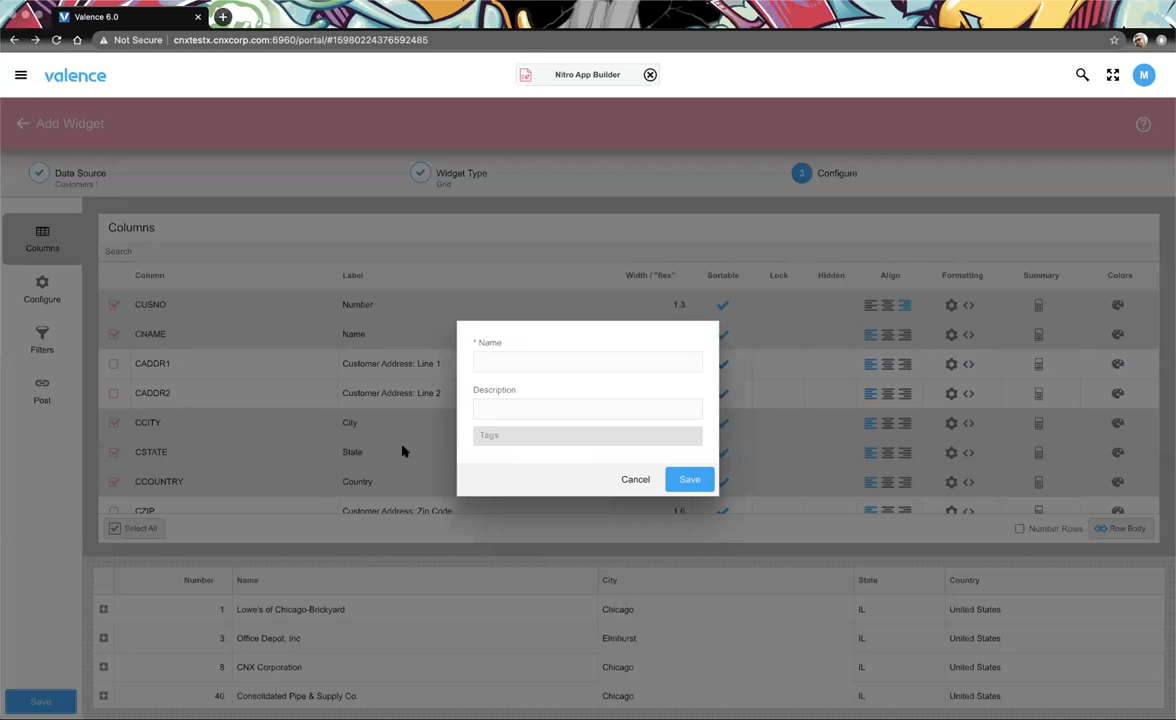 Valence 6.0
Not Secure cnxtestx.cnxcorp.com:6960/portal/#15980224376592485
valence
Nitro App Builder
M
Add Widget
Data Source
Customers !
Widget Type
Grid
3 Configure
Columns
Configure
Filters
Post
Columns
Search
Column Label Width / "flex" Sortable Lock Hidden Align Formatting Summary Colors
CUSNO Number 1.3
CNAME Name
CADDR1 Customer Address: Line 1
CADDR2 Customer Address: Line 2
CCITY City
CSTATE State
CCOUNTRY Country
CZIP Customer Address: Zip Code 1.6
Select All
Number Rows
Row Body
* Name
Description
Tags
Cancel
Save
Number Name City State Country
1 Lowe's of Chicago-Brickyard Chicago IL United States
3 Office Depot, Inc Elmhurst IL United States
8 CNX Corporation Chicago IL United States
40 Consolidated Pipe & Supply Co. Chicago IL United States
Save